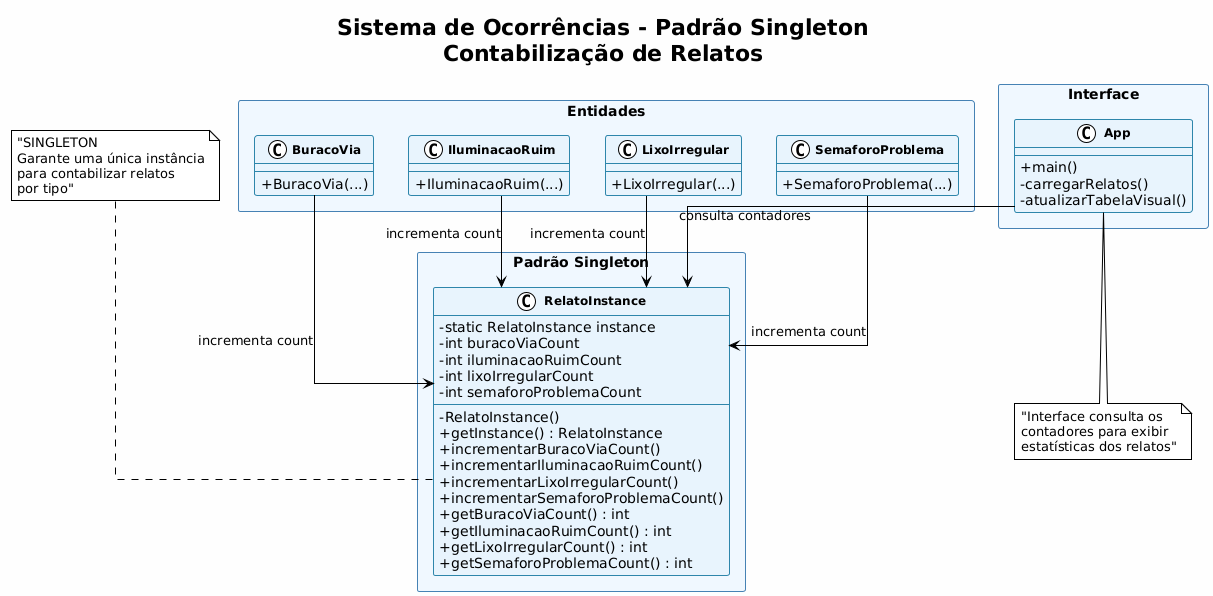 Sistema de Ocorrências - Padrão Singleton
Contabilização de Relatos
"SINGLETON
Garante uma única instância
para contabilizar relatos
por tipo"
Entidades
C BuracoVia
+BuracoVia(...)
C IluminacaoRuim
+IluminacaoRuim(...)
C LixoIrregular
+LixoIrregular(...)
C SemaforoProblema
+SemaforoProblema(...)
Interface
C App
+main()
-carregarRelatos()
-atualizarTabelaVisual()
consulta contadores
incrementa count
incrementa count
incrementa count
incrementa count
Padrão Singleton
C RelatoInstance
-static RelatoInstance instance
-int buracoViaCount
-int iluminacaoRuimCount
-int lixoIrregularCount
-int semaforoProblemaCount
-RelatoInstance()
+getInstance() : RelatoInstance
+incrementarBuracoViaCount()
+incrementarIluminacaoRuimCount()
+incrementarLixoIrregularCount()
+incrementarSemaforoProblemaCount()
+getBuracoViaCount() : int
+getIluminacaoRuimCount() : int
+getLixoIrregularCount() : int
+getSemaforoProblemaCount() : int
"Interface consulta os
contadores para exibir
estatísticas dos relatos"